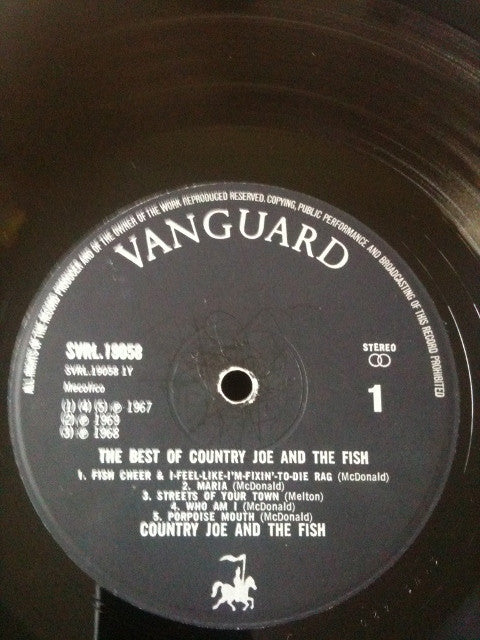 ALL RIGHTS OF THE RECORD PRODUCER AND OF THE OWNER OF THE WORK REPRODUCED RESERVED. COPYING, PUBLIC PERFORMANCE AND BROADCASTING OF THIS RECORD PROHIBITED
VANGUARD
SVRL.19058
SVRL.19058 1Y
STEREO
1
(1) (4) (5) ℗ 1967
(2) ℗ 1969
(3) ℗ 1968
THE BEST OF COUNTRY JOE AND THE FISH
1. FISH CHEER & I-FEEL-LIKE-I'M-FIXIN'-TO-DIE RAG (McDonald)
2. MARIA (McDonald)
3. STREETS OF YOUR TOWN (Melton)
4. WHO AM I (McDonald)
5. PORPOISE MOUTH (McDonald)
COUNTRY JOE AND THE FISH